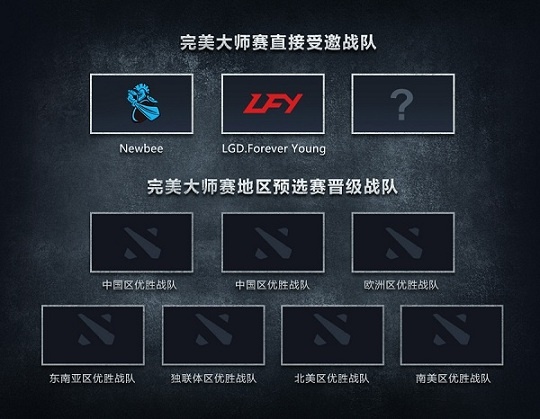 完美大师赛直接受邀战队
LFY
?
Newbee
LGD.Forever Young
完美大师赛地区预选赛晋级战队
中国区优胜战队
中国区优胜战队
欧洲区优胜战队
东南亚区优胜战队
独联体区优胜战队
北美区优胜战队
南美区优胜战队